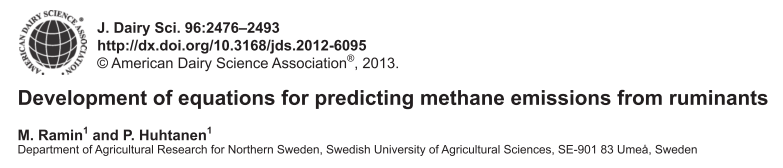 AMERICAN DAIRY SCIENCE ASSOCIATION®
J. Dairy Sci. 96:2476–2493
http://dx.doi.org/10.3168/jds.2012-6095
© American Dairy Science Association®, 2013.
Development of equations for predicting methane emissions from ruminants
M. Ramin¹ and P. Huhtanen¹
Department of Agricultural Research for Northern Sweden, Swedish University of Agricultural Sciences, SE-901 83 Umeå, Sweden